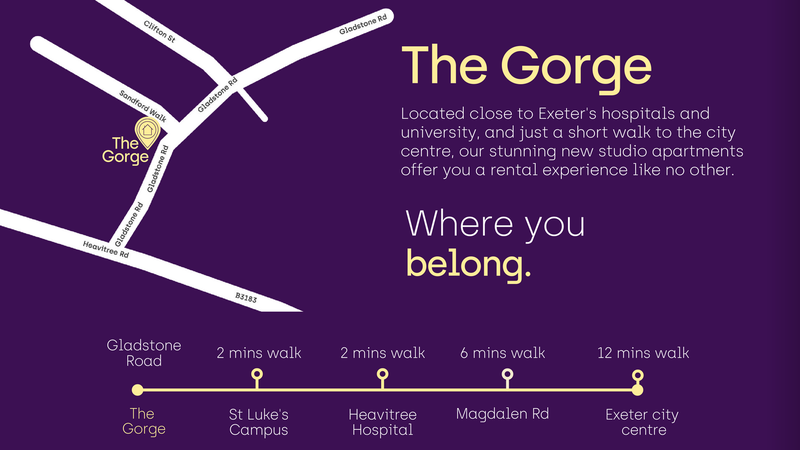 Clifton St
Gladstone Rd
Sandford Walk
Gladstone Rd
The
Gorge
Gladstone Rd
Gladstone Rd
Heavitree Rd
B3183
The Gorge
Located close to Exeter's hospitals and
university, and just a short walk to the city
centre, our stunning new studio apartments
offer you a rental experience like no other.
Where you
belong.
Gladstone
Road
2 mins walk
2 mins walk
6 mins walk
12 mins walk
The
Gorge
St Luke's
Campus
Heavitree
Hospital
Magdalen Rd
Exeter city
centre